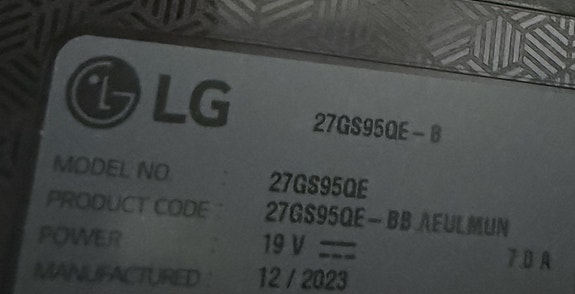 LG 27GS95QE-B
MODEL NO. : 27GS95QE
PRODUCT CODE : 27GS95QE-BB.AEULMUN
POWER : 19 V ⎓ 7.0 A
MANUFACTURED : 12 / 2023